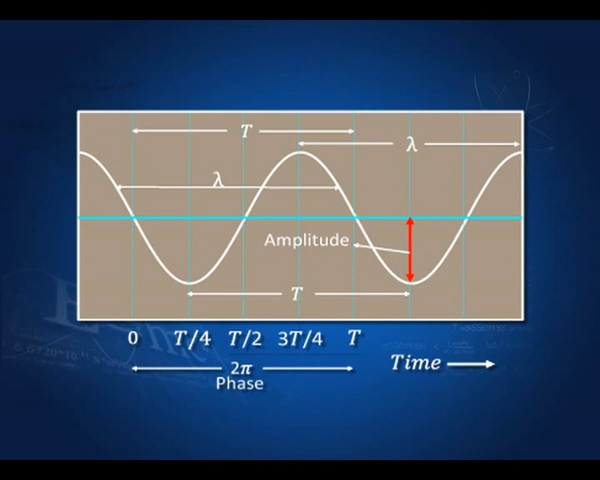 T
λ
λ
Amplitude
T
0 T/4 T/2 3T/4 T
Time
2π
Phase